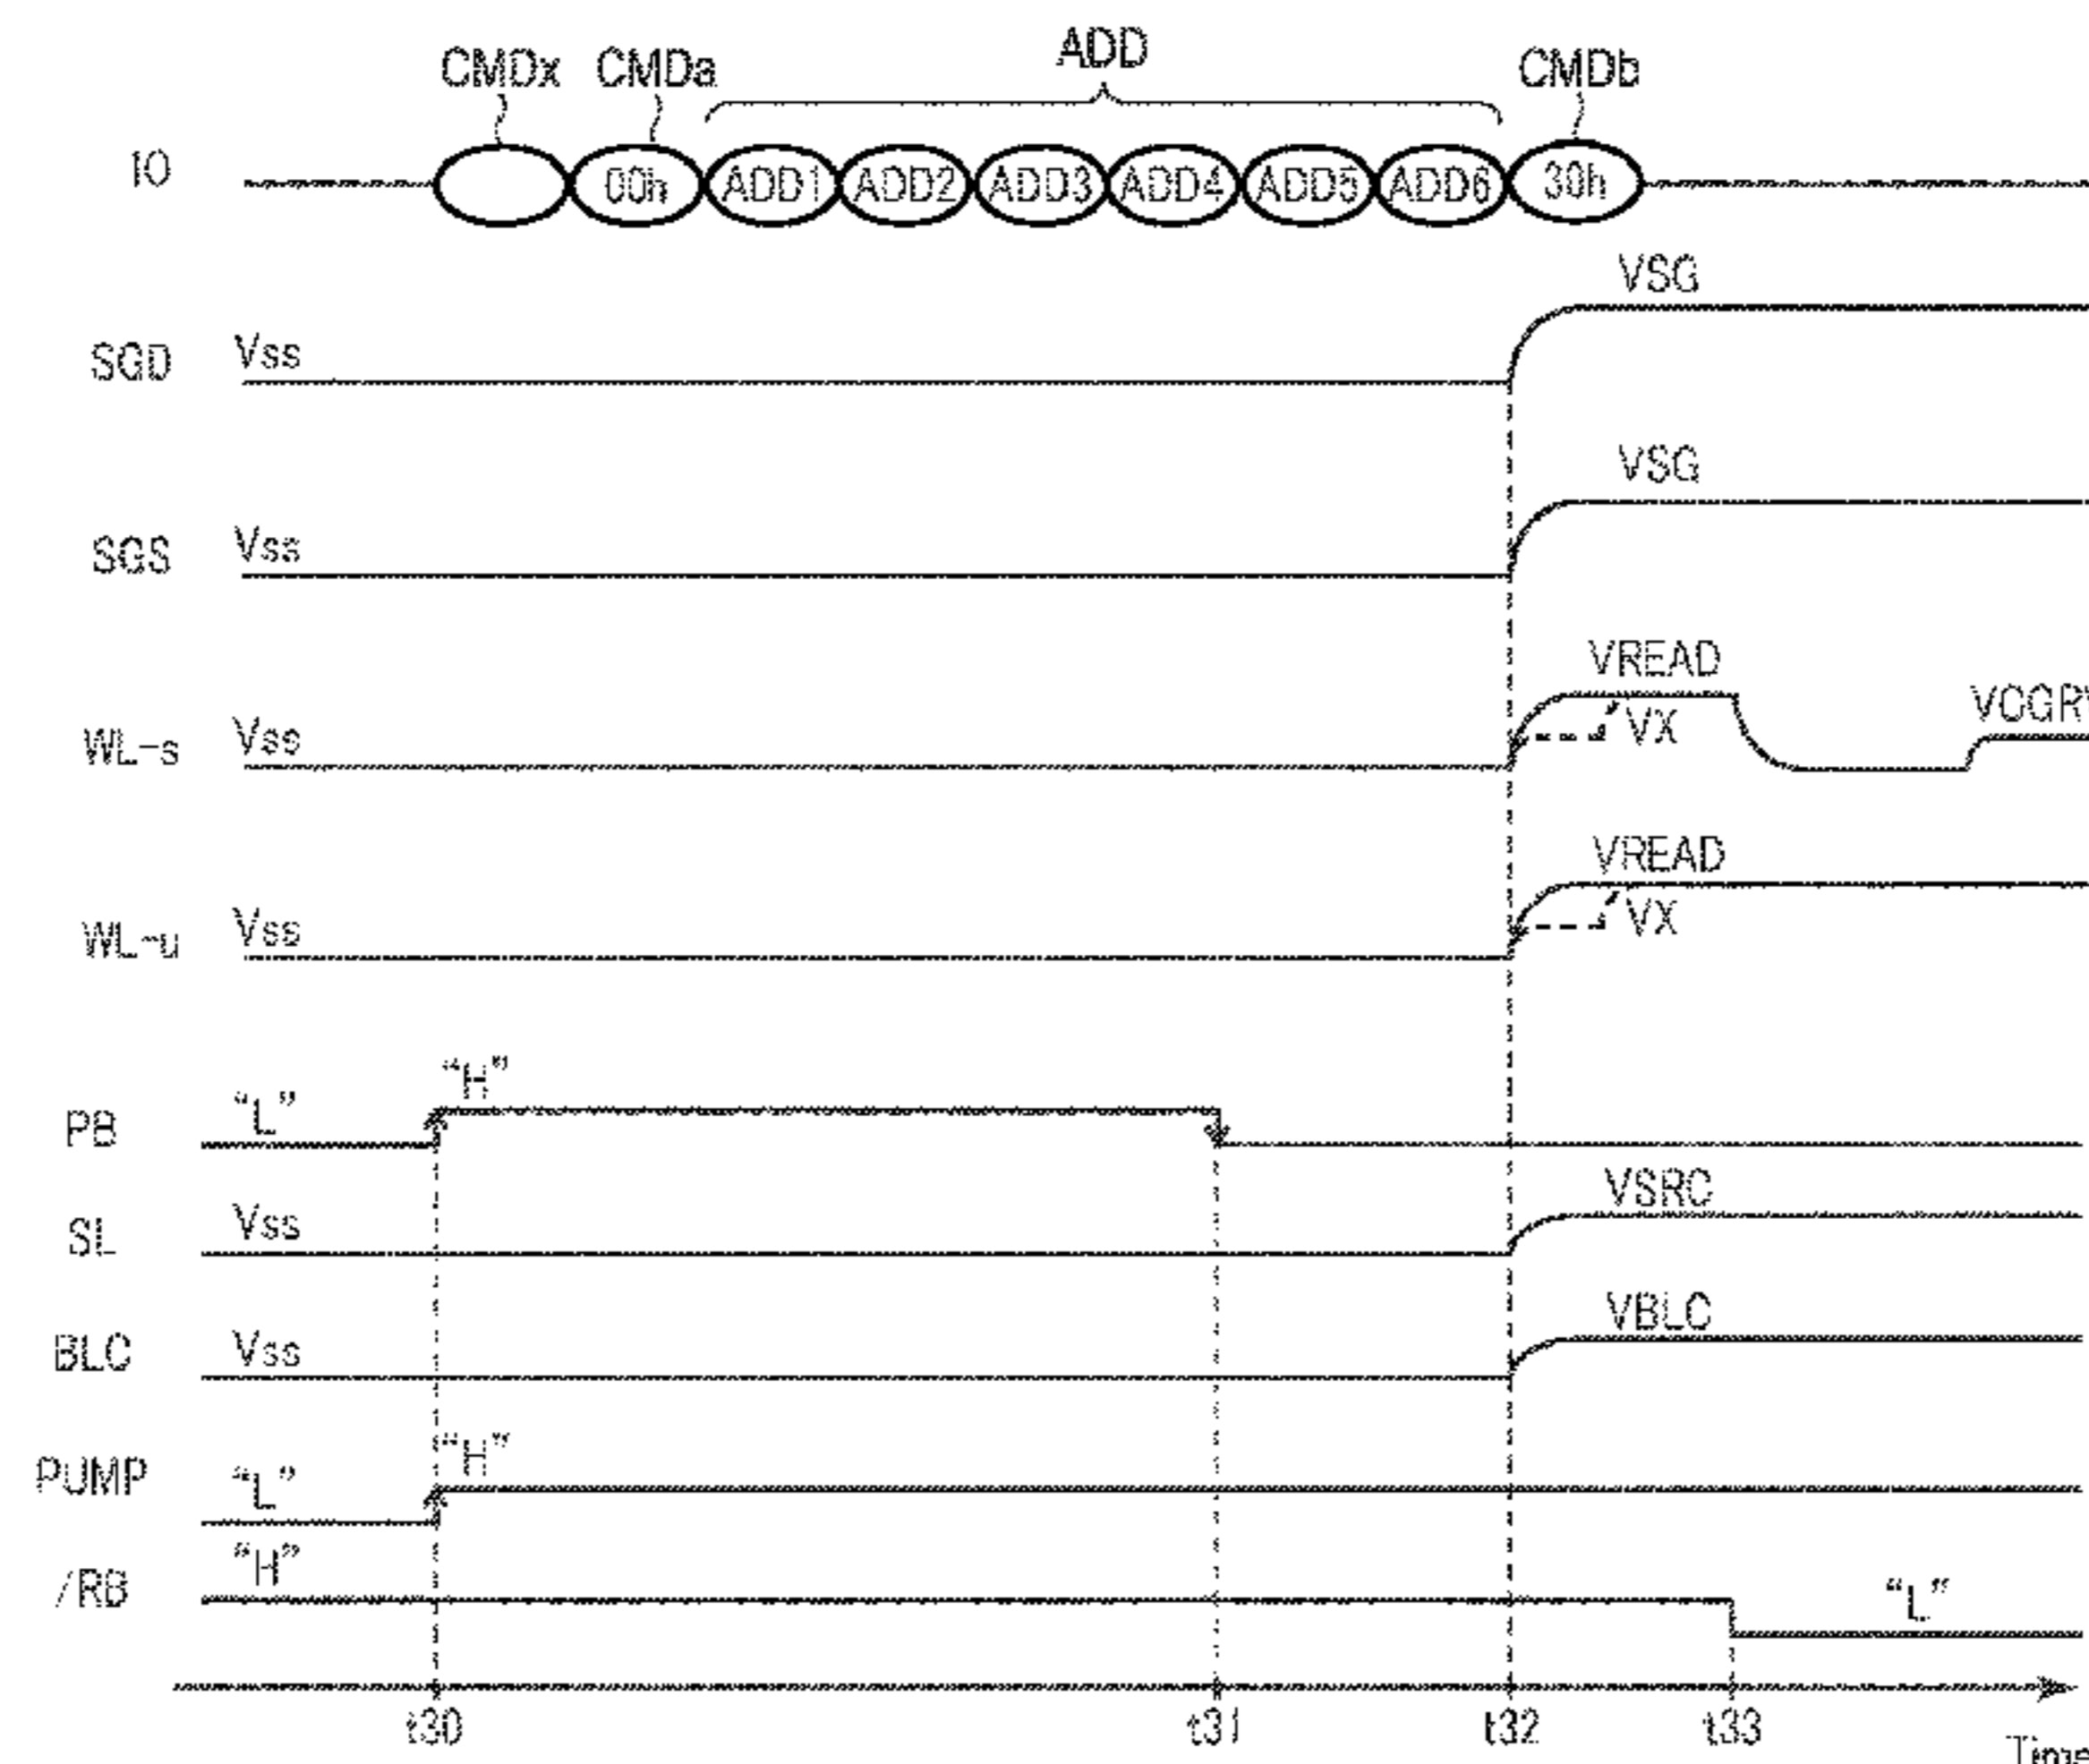 ADD
CMDx CMDa CMDb
IO 00h ADD1 ADD2 ADD3 ADD4 ADD5 ADD6 30h
VSG
SGD Vss
VSG
SGS Vss
VREAD
WL-s Vss VX
VREAD
WL-u Vss VX
"H"
PB "L"
VSRC
SL Vss
VBLC
BLC Vss
"H"
PUMP "L"
/RB "H" "L"
t30 t31 t32 t33
Time